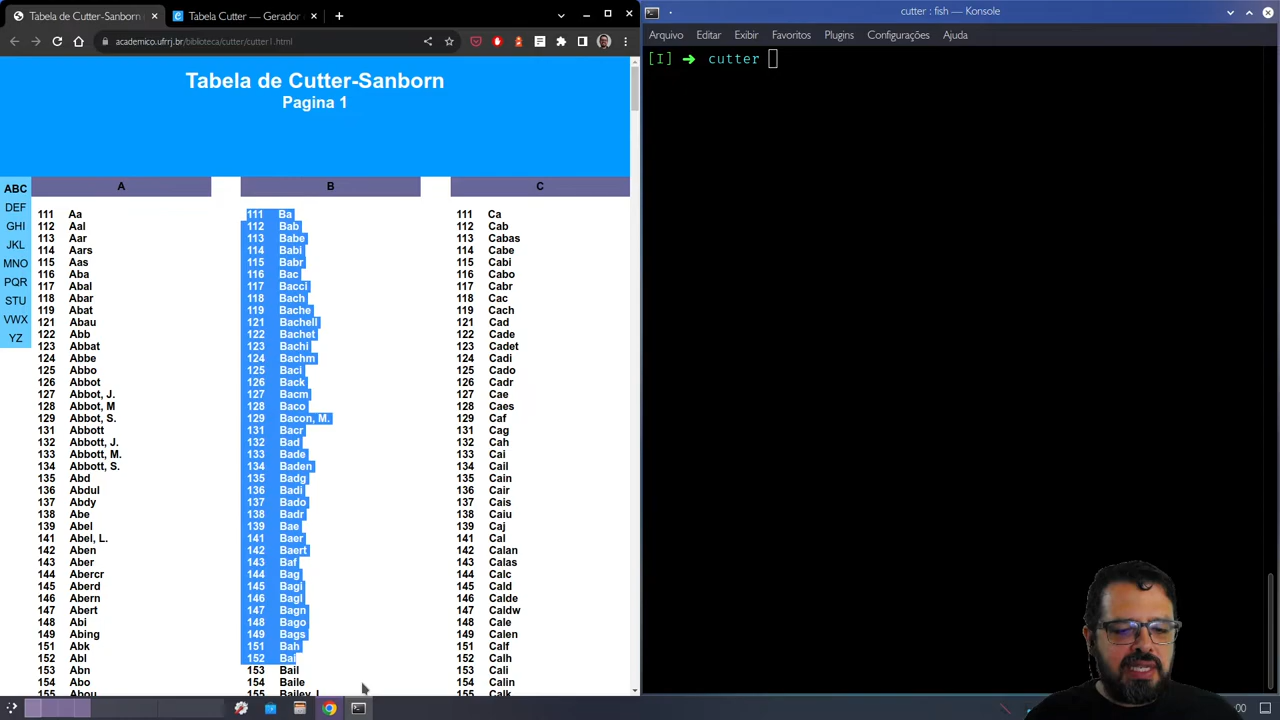 Tabela de Cutter-Sanborn
Tabela Cutter — Gerador
cutter : fish — Konsole
Arquivo Editar Exibir Favoritos Plugins Configurações Ajuda
academico.ufrrj.br/biblioteca/cutter/cutter1.html
[I] ➜ cutter
Tabela de Cutter-Sanborn
Pagina 1
A B C
ABC
DEF
GHI
JKL
MNO
PQR
STU
VWX
YZ
111 Aa
112 Aal
113 Aar
114 Aars
115 Aas
116 Aba
117 Abal
118 Abar
119 Abat
121 Abau
122 Abb
123 Abbat
124 Abbe
125 Abbo
126 Abbot
127 Abbot, J.
128 Abbot, M
129 Abbot, S.
131 Abbott
132 Abbott, J.
133 Abbott, M.
134 Abbott, S.
135 Abd
136 Abdul
137 Abdy
138 Abe
139 Abel
141 Abel, L.
142 Aben
143 Aber
144 Abercr
145 Aberd
146 Abern
147 Abert
148 Abi
149 Abing
151 Abk
152 Abl
153 Abn
154 Abo
155 Abou
111 Ba
112 Bab
113 Babe
114 Babi
115 Babr
116 Bac
117 Bacci
118 Bach
119 Bache
121 Bachell
122 Bachet
123 Bachi
124 Bachm
125 Baci
126 Back
127 Bacm
128 Baco
129 Bacon, M.
131 Bacr
132 Bad
133 Bade
134 Baden
135 Badg
136 Badi
137 Bado
138 Badr
139 Bae
141 Baer
142 Baert
143 Baf
144 Bag
145 Bagi
146 Bagl
147 Bagn
148 Bago
149 Bags
151 Bah
152 Bai
153 Bail
154 Baile
155 Bailey, J.
111 Ca
112 Cab
113 Cabas
114 Cabe
115 Cabi
116 Cabo
117 Cabr
118 Cac
119 Cach
121 Cad
122 Cade
123 Cadet
124 Cadi
125 Cado
126 Cadr
127 Cae
128 Caes
129 Caf
131 Cag
132 Cah
133 Cai
134 Cail
135 Cain
136 Cair
137 Cais
138 Caiu
139 Caj
141 Cal
142 Calan
143 Calas
144 Calc
145 Cald
146 Calde
147 Caldw
148 Cale
149 Calen
151 Calf
152 Calh
153 Cali
154 Calin
155 Calk